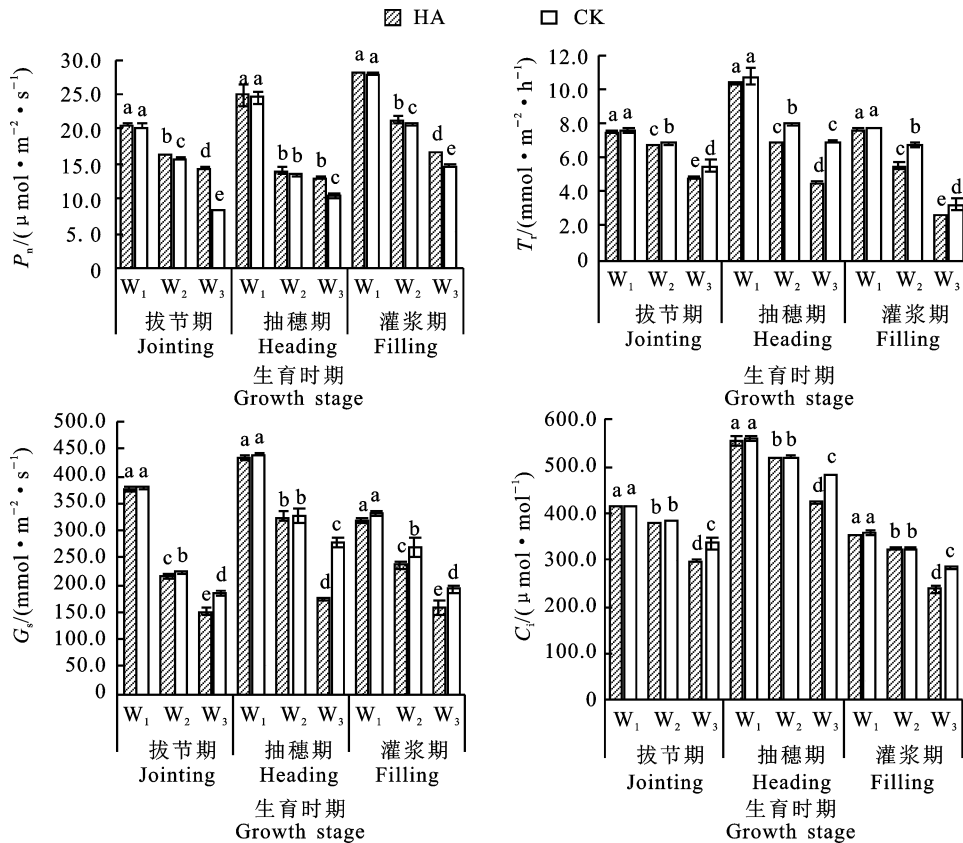 HA CK
P_n/(μmol·m⁻²·s⁻¹)
30.0
25.0
20.0
15.0
10.0
5.0
0
a a b c d e a a b b b c a a b c d e
W₁ W₂ W₃ W₁ W₂ W₃ W₁ W₂ W₃
拔节期 抽穗期 灌浆期
Jointing Heading Filling
生育时期
Growth stage
T_r/(mmol·m⁻²·h⁻¹)
12.0
10.0
8.0
6.0
4.0
2.0
0
a a c b e d a a c b d c a a c b e d
W₁ W₂ W₃ W₁ W₂ W₃ W₁ W₂ W₃
拔节期 抽穗期 灌浆期
Jointing Heading Filling
生育时期
Growth stage
G_s/(mmol·m⁻²·s⁻¹)
500.0
450.0
400.0
350.0
300.0
250.0
200.0
150.0
100.0
50.0
0
a a c b e d a a b b d c a a c b e d
W₁ W₂ W₃ W₁ W₂ W₃ W₁ W₂ W₃
拔节期 抽穗期 灌浆期
Jointing Heading Filling
生育时期
Growth stage
C_i/(μmol·mol⁻¹)
600.0
500.0
400.0
300.0
200.0
100.0
0
a a b b d c a a b b d c a a b b d c
W₁ W₂ W₃ W₁ W₂ W₃ W₁ W₂ W₃
拔节期 抽穗期 灌浆期
Jointing Heading Filling
生育时期
Growth stage